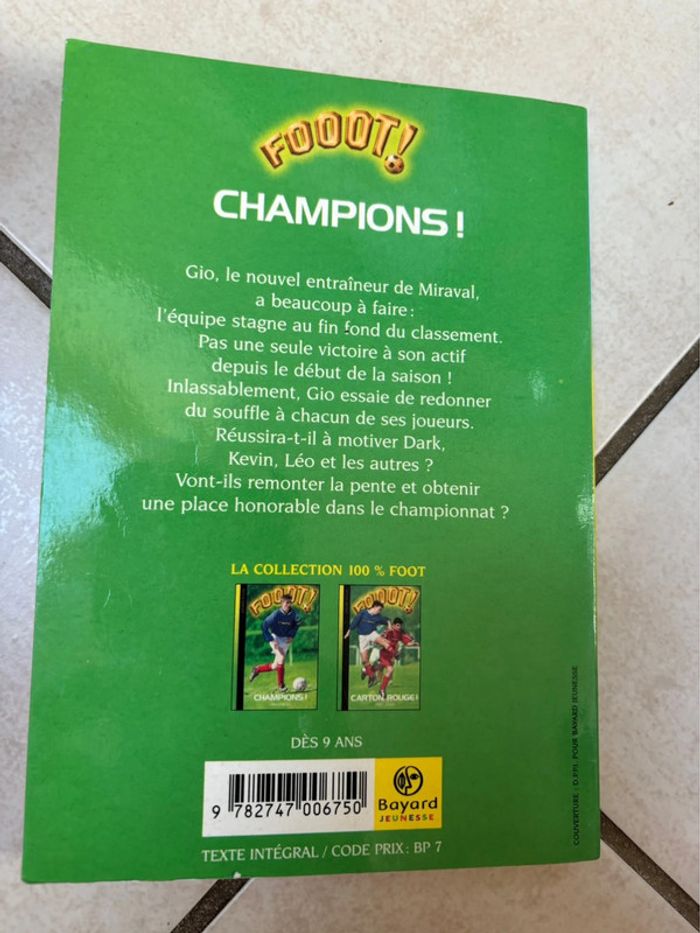 FOOOT!
CHAMPIONS !
Gio, le nouvel entraîneur de Miraval,
a beaucoup à faire :
l'équipe stagne au fin fond du classement.
Pas une seule victoire à son actif
depuis le début de la saison !
Inlassablement, Gio essaie de redonner
du souffle à chacun de ses joueurs.
Réussira-t-il à motiver Dark,
Kevin, Léo et les autres ?
Vont-ils remonter la pente et obtenir
une place honorable dans le championnat ?
LA COLLECTION 100 % FOOT
FOOOT!
CHAMPIONS !
FOOOT!
CARTON ROUGE !
DÈS 9 ANS
9 782747 006750
Bayard
JEUNESSE
TEXTE INTÉGRAL / CODE PRIX : BP 7
COUVERTURE : D.P.P.I. POUR BAYARD JEUNESSE